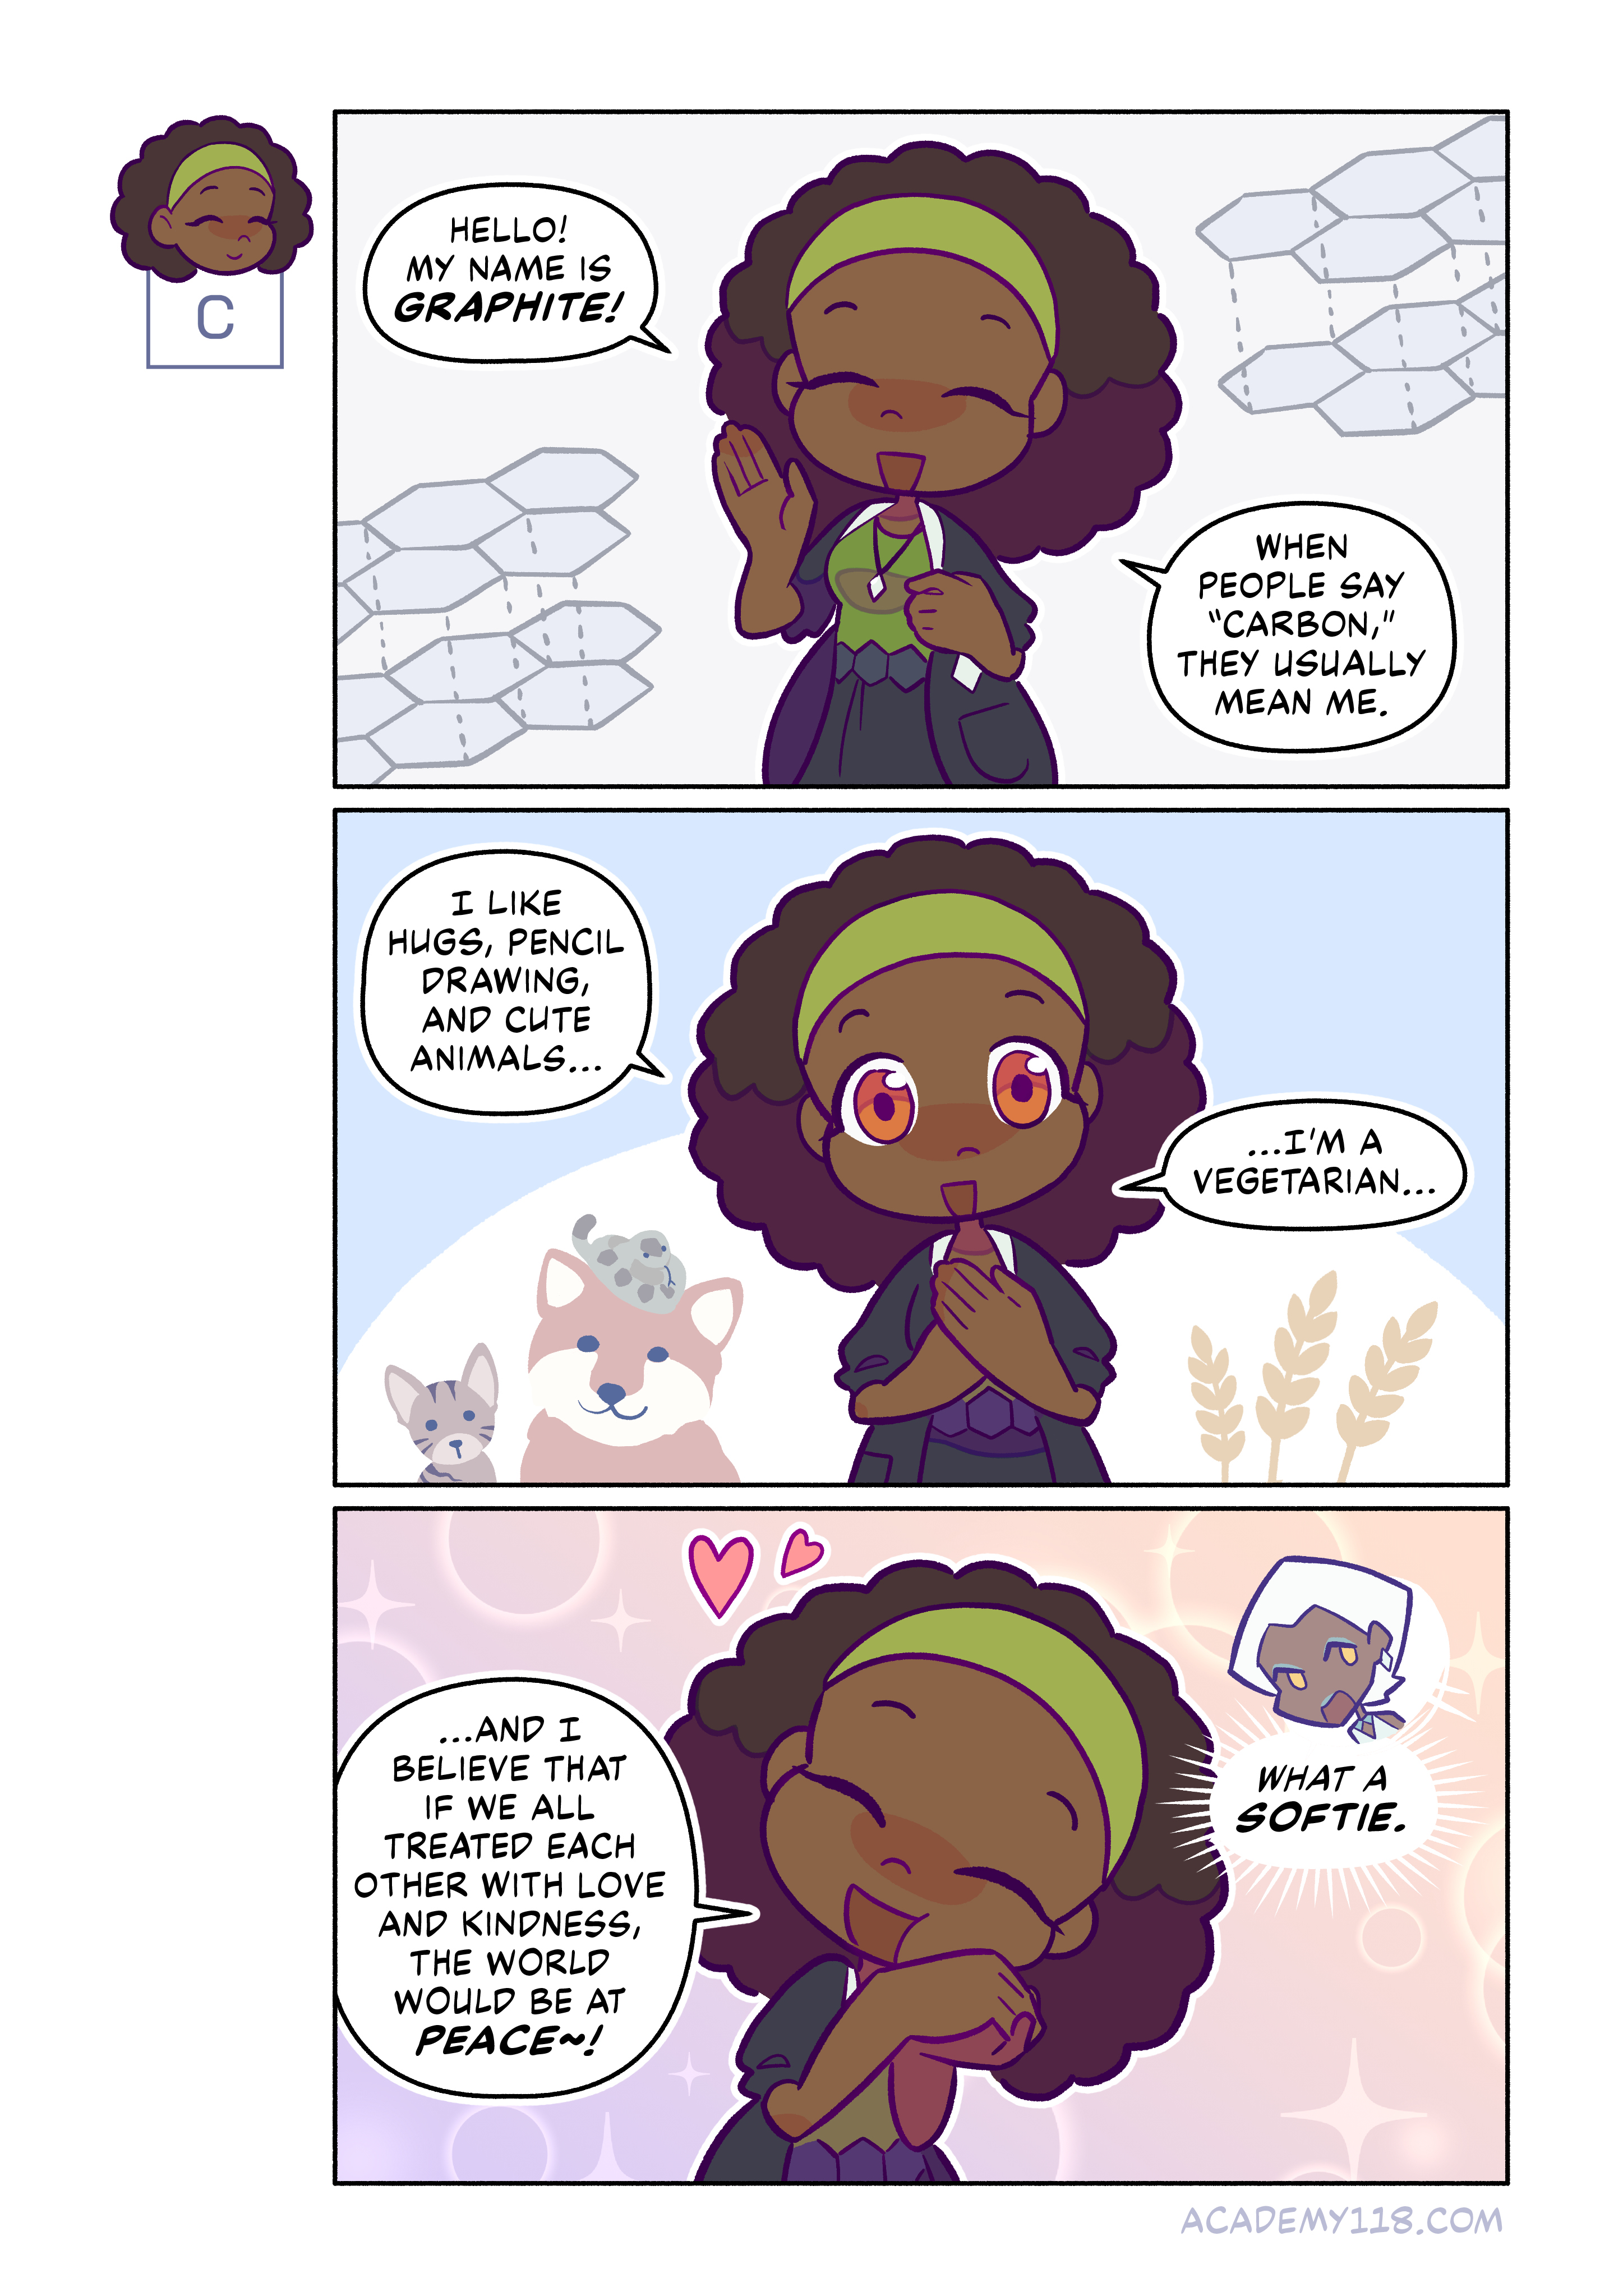 C
HELLO!
MY NAME IS
GRAPHITE!
WHEN
PEOPLE SAY
"CARBON,"
THEY USUALLY
MEAN ME.
I LIKE
HUGS, PENCIL
DRAWING,
AND CUTE
ANIMALS...
...I'M A
VEGETARIAN...
...AND I
BELIEVE THAT
IF WE ALL
TREATED EACH
OTHER WITH LOVE
AND KINDNESS,
THE WORLD
WOULD BE AT
PEACE~!
WHAT A
SOFTIE.
ACADEMY118.COM